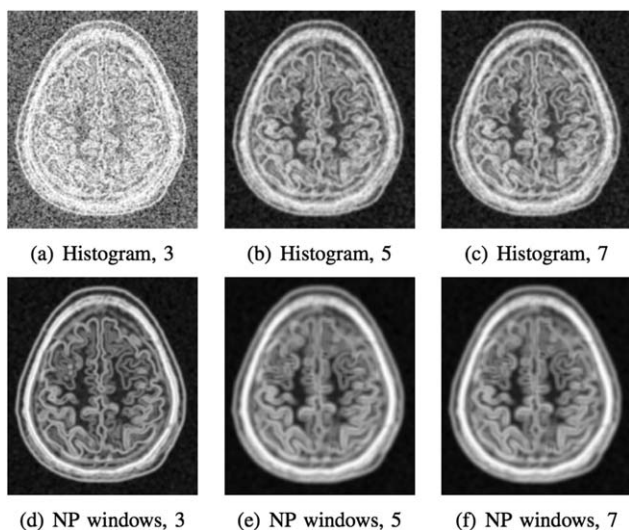 (a) Histogram, 3
(b) Histogram, 5
(c) Histogram, 7
(d) NP windows, 3
(e) NP windows, 5
(f) NP windows, 7